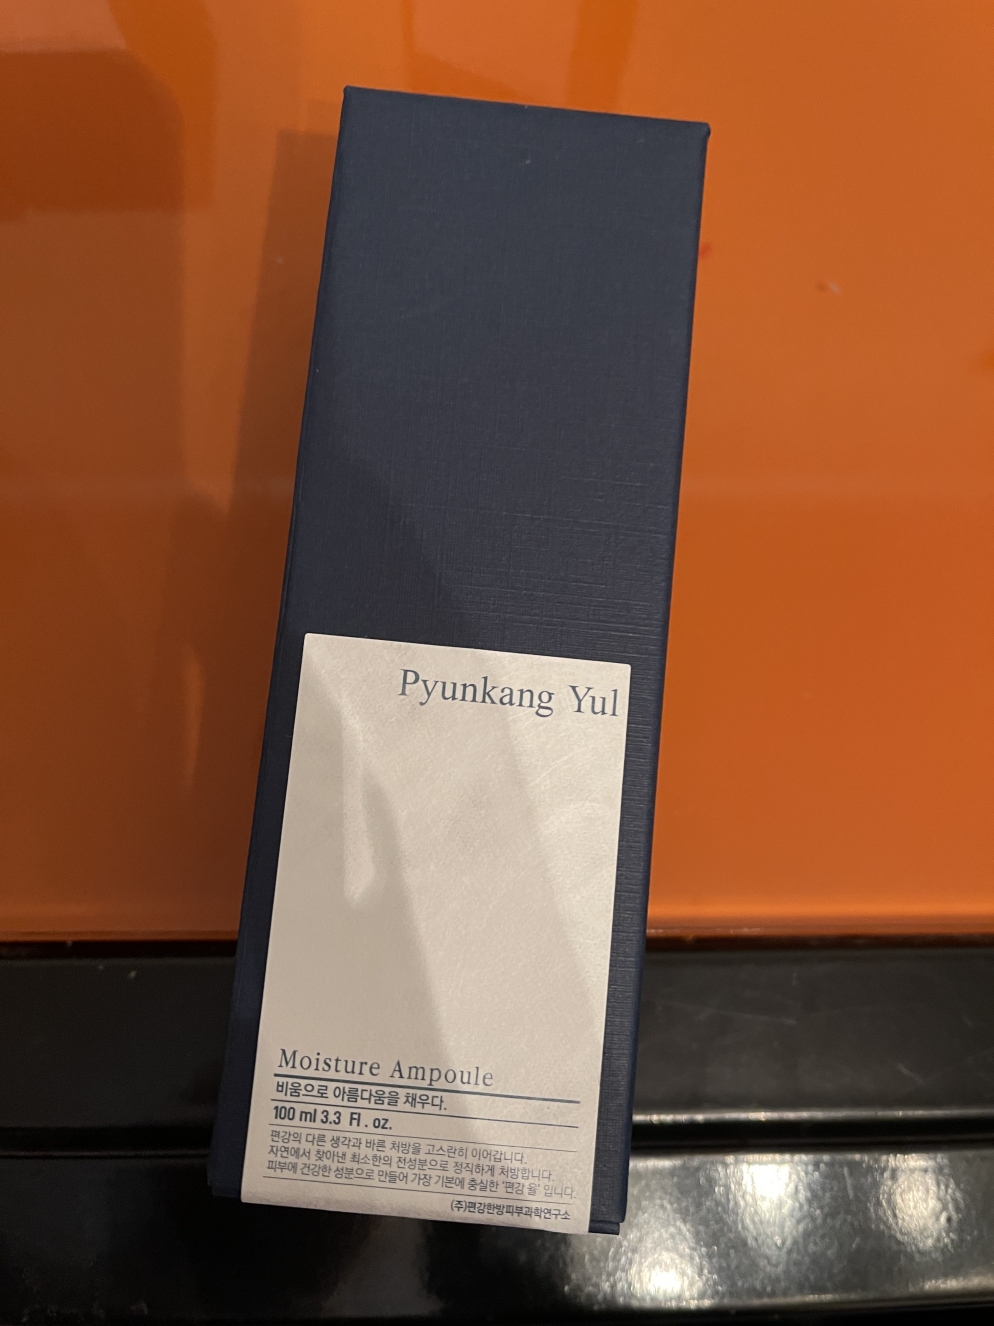 Pyunkang Yul
Moisture Ampoule
비움으로 아름다움을 채우다.
100 ml 3.3 Fl . oz.
편강의 다른 생각과 바른 처방을 고스란히 이어갑니다.
자연에서 찾아낸 최소한의 전성분으로 정직하게 처방합니다.
피부에 건강한 성분으로 만들어 가장 기본에 충실한 '편강 율' 입니다.
(주)편강한방피부과학연구소